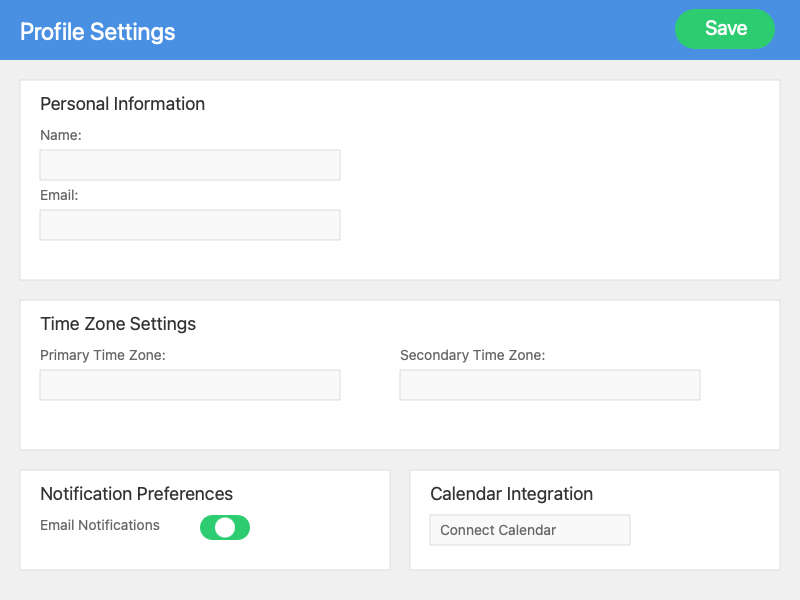 Profile Settings
Save
Personal Information
Name:
Email:
Time Zone Settings
Primary Time Zone:
Secondary Time Zone:
Notification Preferences
Email Notifications
Calendar Integration
Connect Calendar